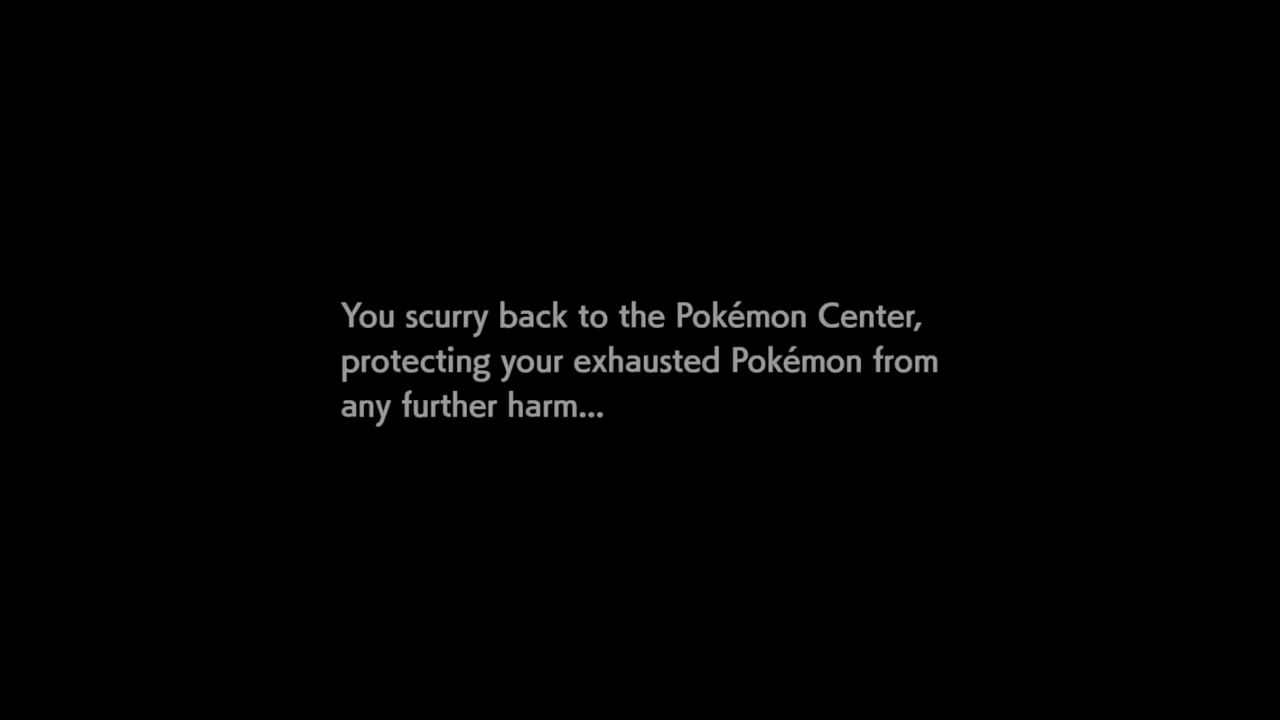 You scurry back to the Pokémon Center,
protecting your exhausted Pokémon from
any further harm...